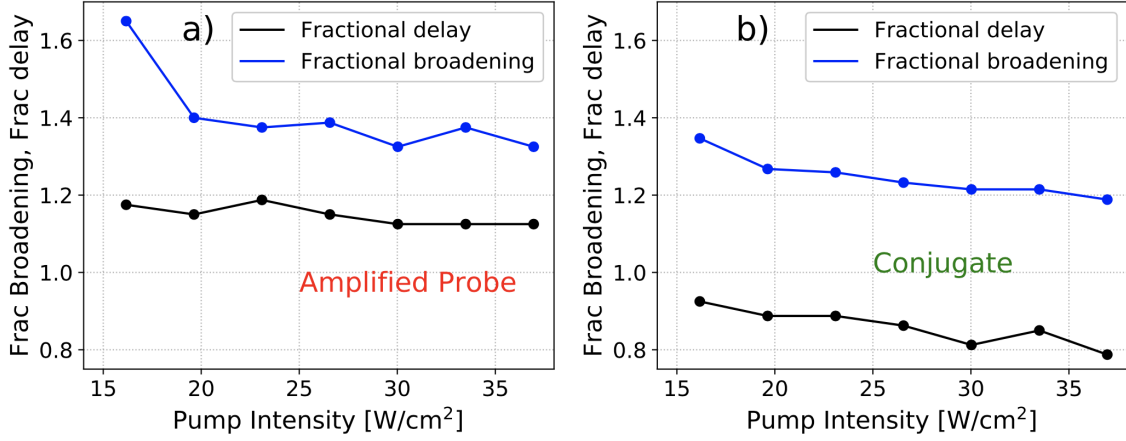 a)
Fractional delay
Fractional broadening
Amplified Probe
Frac Broadening, Frac delay
1.6
1.4
1.2
1.0
0.8
15 20 25 30 35
Pump Intensity [W/cm²]
b)
Fractional delay
Fractional broadening
Conjugate
Frac Broadening, Frac delay
1.6
1.4
1.2
1.0
0.8
15 20 25 30 35
Pump Intensity [W/cm²]